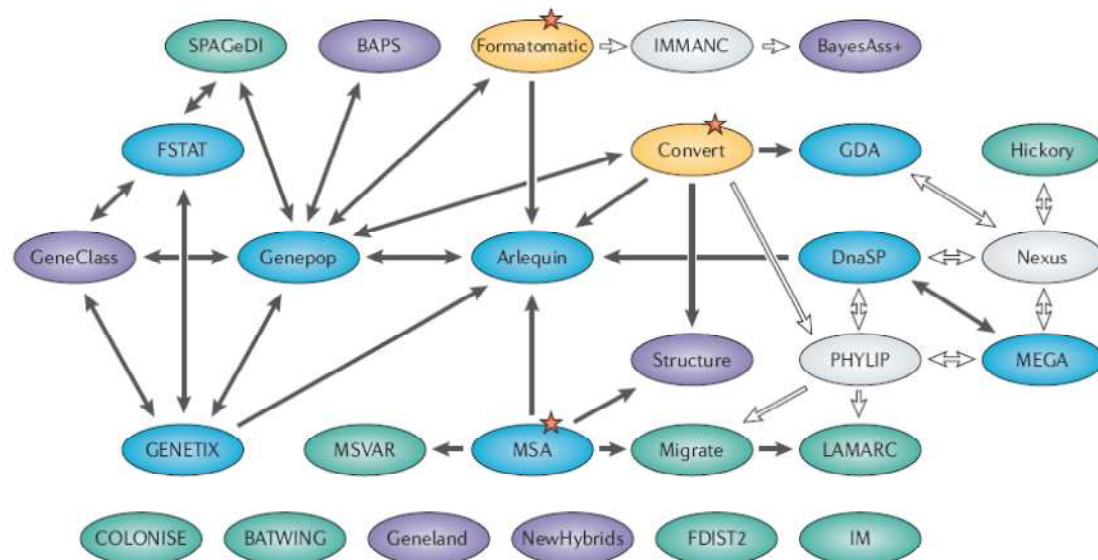 SPAGeDI
BAPS
Formatomatic
IMMANC
BayesAss+
FSTAT
Convert
GDA
Hickory
GeneClass
Genepop
Arlequin
DnaSP
Nexus
Structure
PHYLIP
MEGA
GENETIX
MSVAR
MSA
Migrate
LAMARC
COLONISE
BATWING
Geneland
NewHybrids
FDIST2
IM